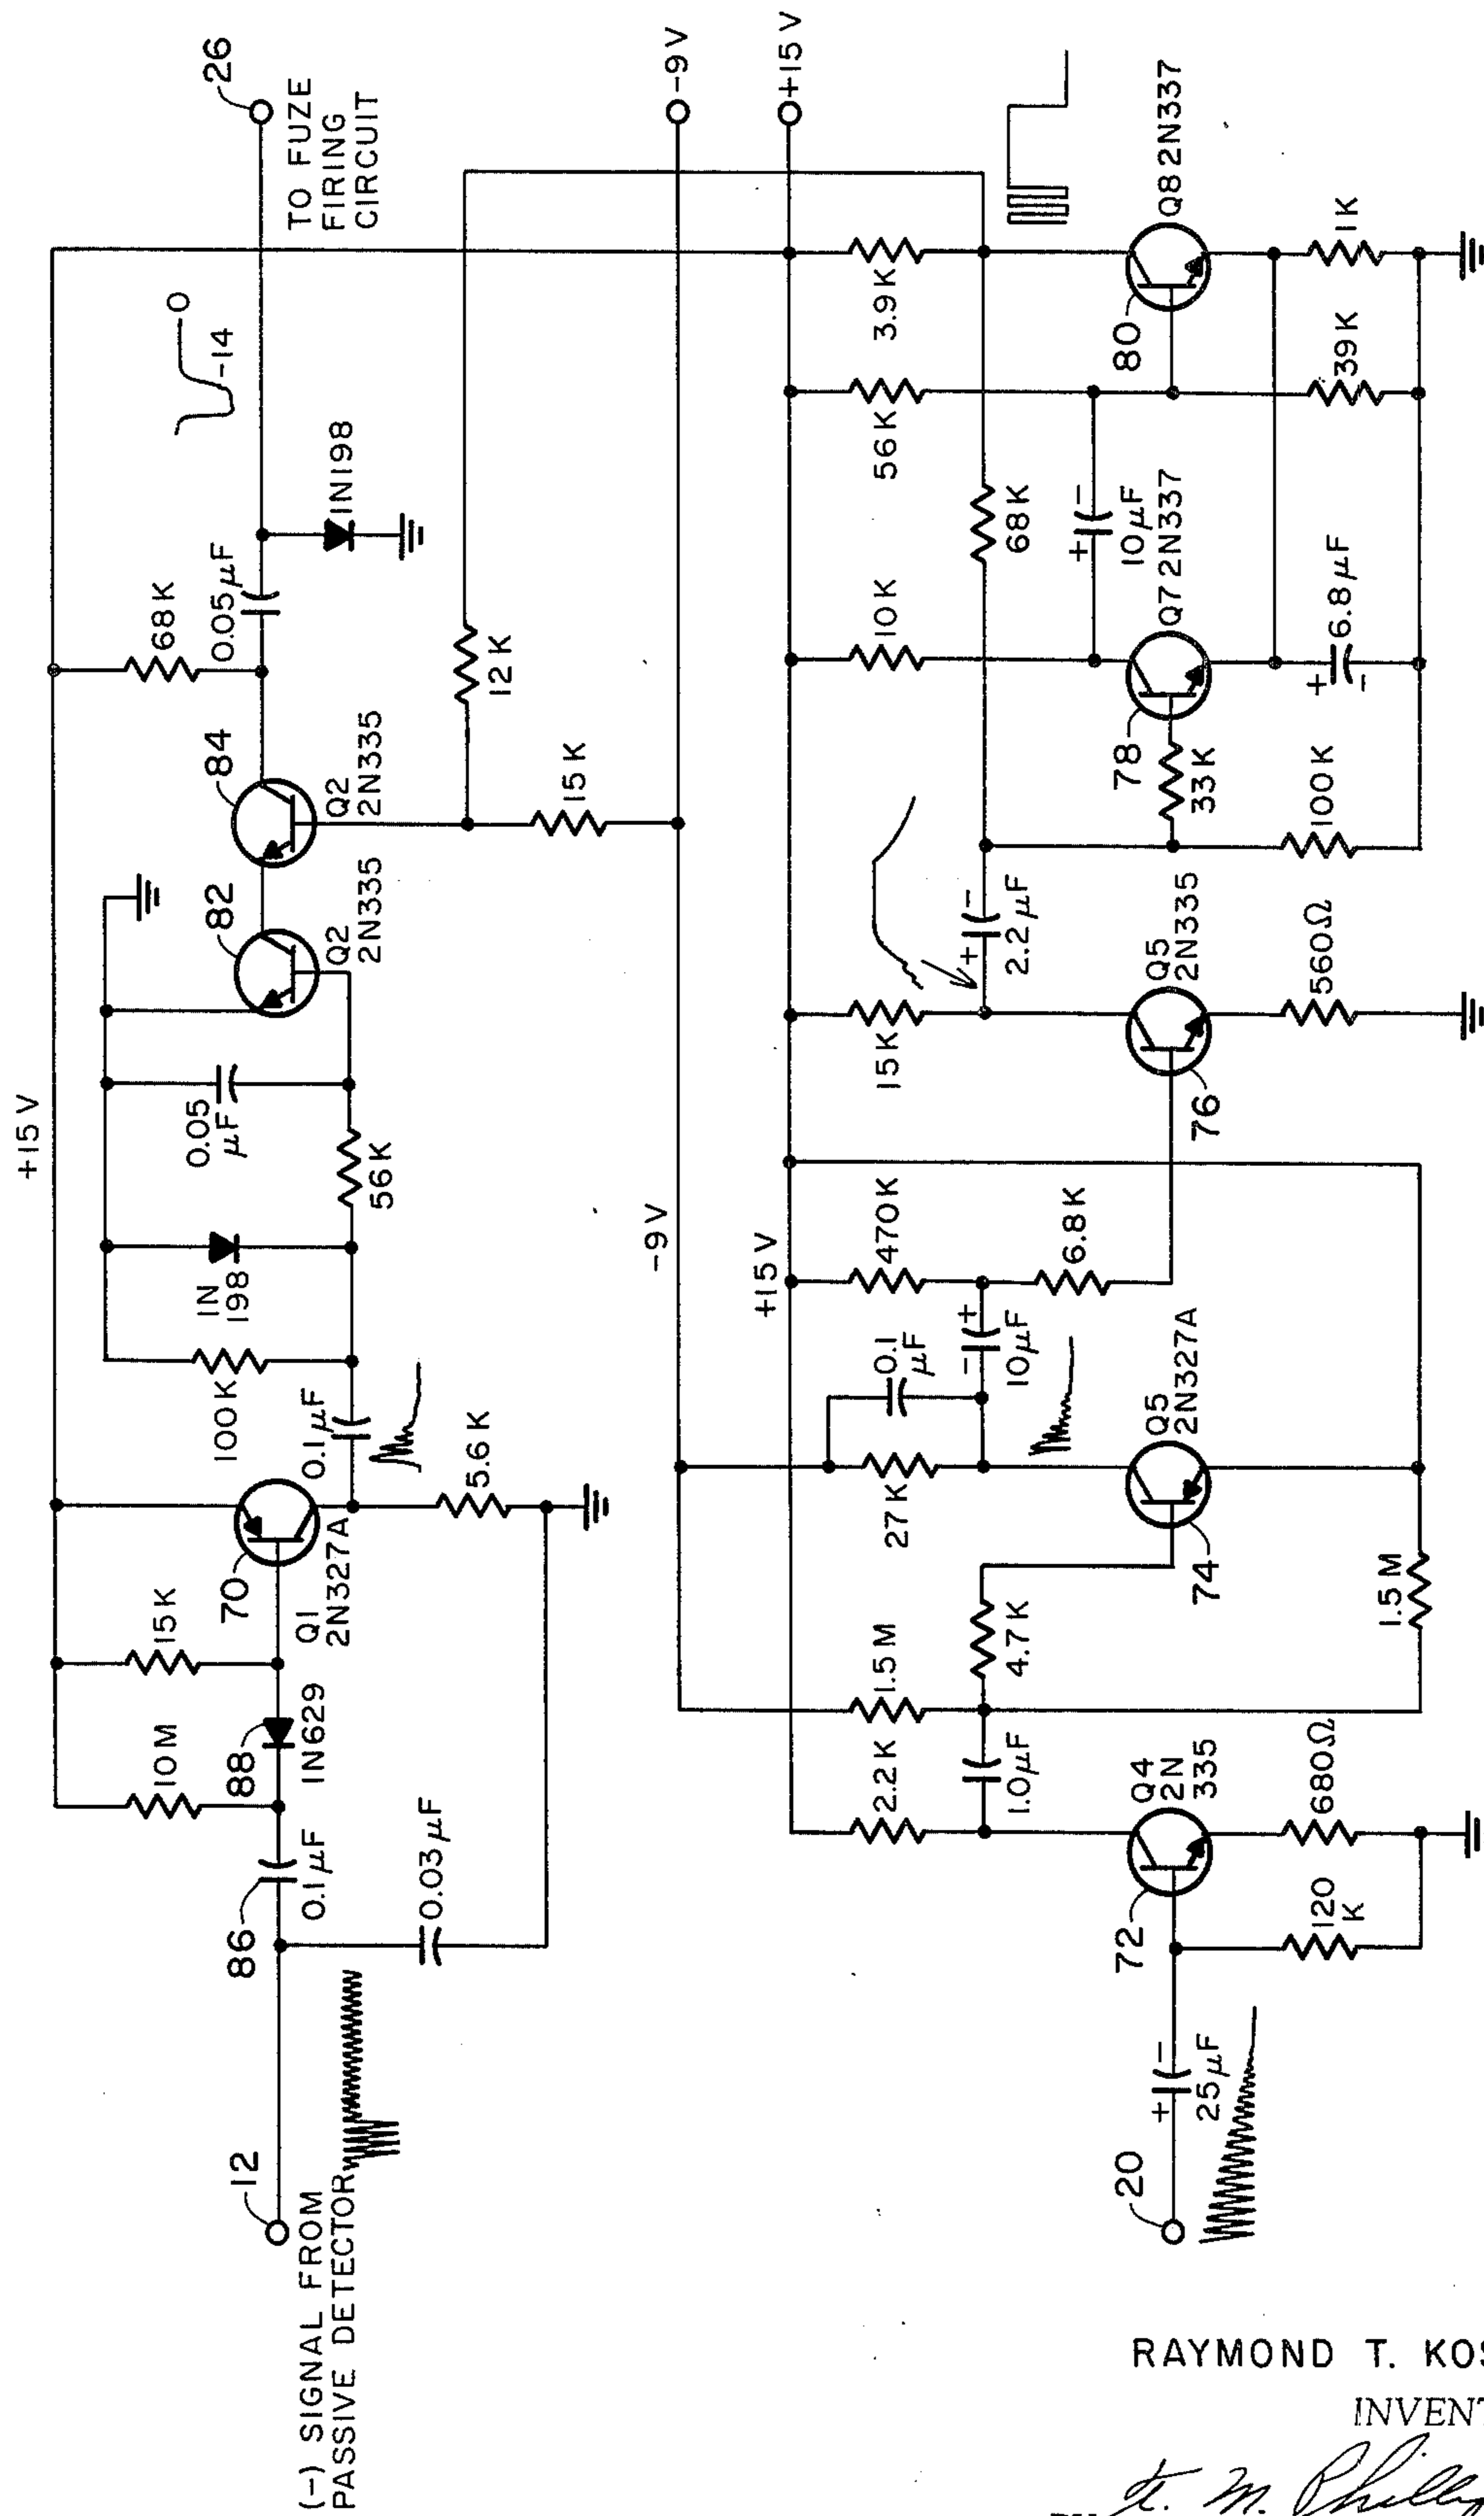 +15V
10M
15K
100K
IN
198
0.05
μF
82
84
68K
0.05μF
-14
0
26
TO FUZE
FIRING
CIRCUIT
12
(-) SIGNAL FROM
PASSIVE DETECTOR
86
0.1μF
88
IN629
70
Q1
2N327A
0.1μF
56K
Q2
2N335
Q2
2N335
IN198
0.03μF
5.6K
15K
12K
-9V
-9V
+15V
+15V
2.2K
1.5M
27K
0.1
μF
470K
15K
10K
56K
3.9K
1.0μF
4.7K
- +
10μF
6.8K
+ -
2.2μF
68K
+ -
10μF
20
+ -
25μF
72
Q4
2N
335
74
Q5
2N327A
76
Q5
2N335
78
33K
Q7 2N337
80
Q8 2N337
120
K
680Ω
1.5M
560Ω
100K
+
-
6.8μF
39K
1K
RAYMOND T. KOS
INVENT